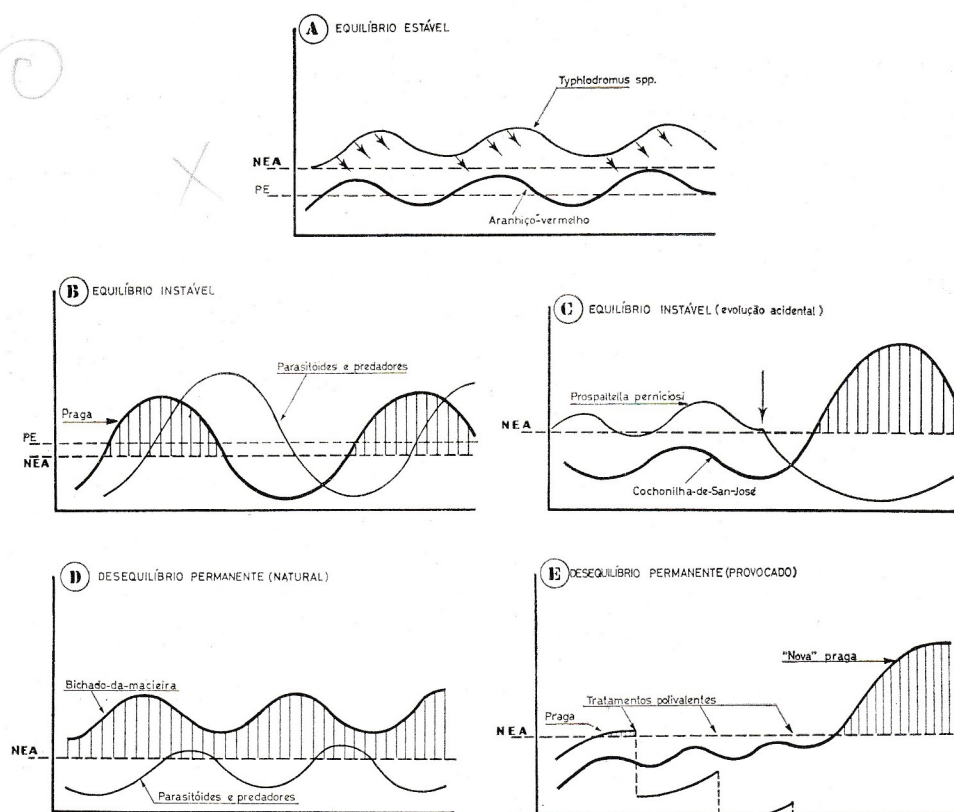 A EQUILÍBRIO ESTÁVEL
Typhlodromus spp.
NEA
PE
Aranhiço-vermelho
B EQUILÍBRIO INSTÁVEL
Parasitóides e predadores
Praga
PE
NEA
C EQUILÍBRIO INSTÁVEL (evolução acidental)
Prospaltella perniciosi
NEA
Cochonilha-de-San-José
D DESEQUILÍBRIO PERMANENTE (NATURAL)
Bichado-da-macieira
NEA
Parasitóides e predadores
E DESEQUILÍBRIO PERMANENTE (PROVOCADO)
"Nova" praga
Tratamentos polivalentes
Praga
NEA